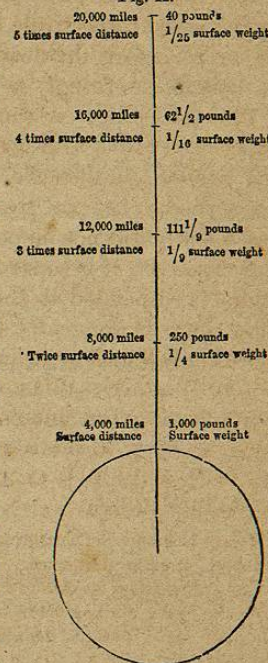 20,000 miles 40 pounds
5 times surface distance 1/25 surface weight
16,000 miles 62 1/2 pounds
4 times surface distance 1/16 surface weight
12,000 miles 111 1/9 pounds
3 times surface distance 1/9 surface weight
8,000 miles 250 pounds
Twice surface distance 1/4 surface weight
4,000 miles 1,000 pounds
Surface distance Surface weight